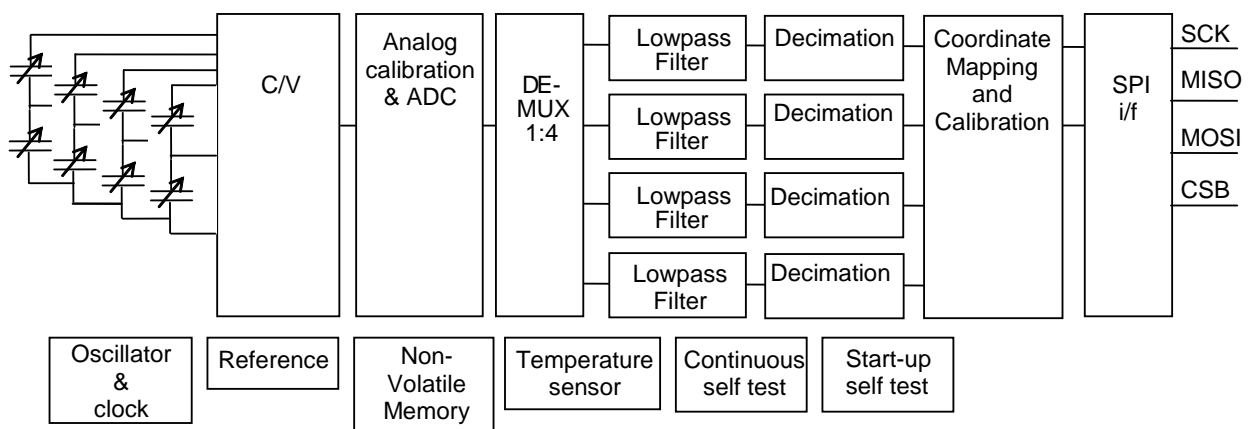 C/V
Analog
calibration
& ADC
DE-
MUX
1:4
Lowpass
Filter
Decimation
Lowpass
Filter
Decimation
Lowpass
Filter
Decimation
Lowpass
Filter
Decimation
Coordinate
Mapping
and
Calibration
SPI
i/f
SCK
MISO
MOSI
CSB
Oscillator
&
clock
Reference
Non-
Volatile
Memory
Temperature
sensor
Continuous
self test
Start-up
self test